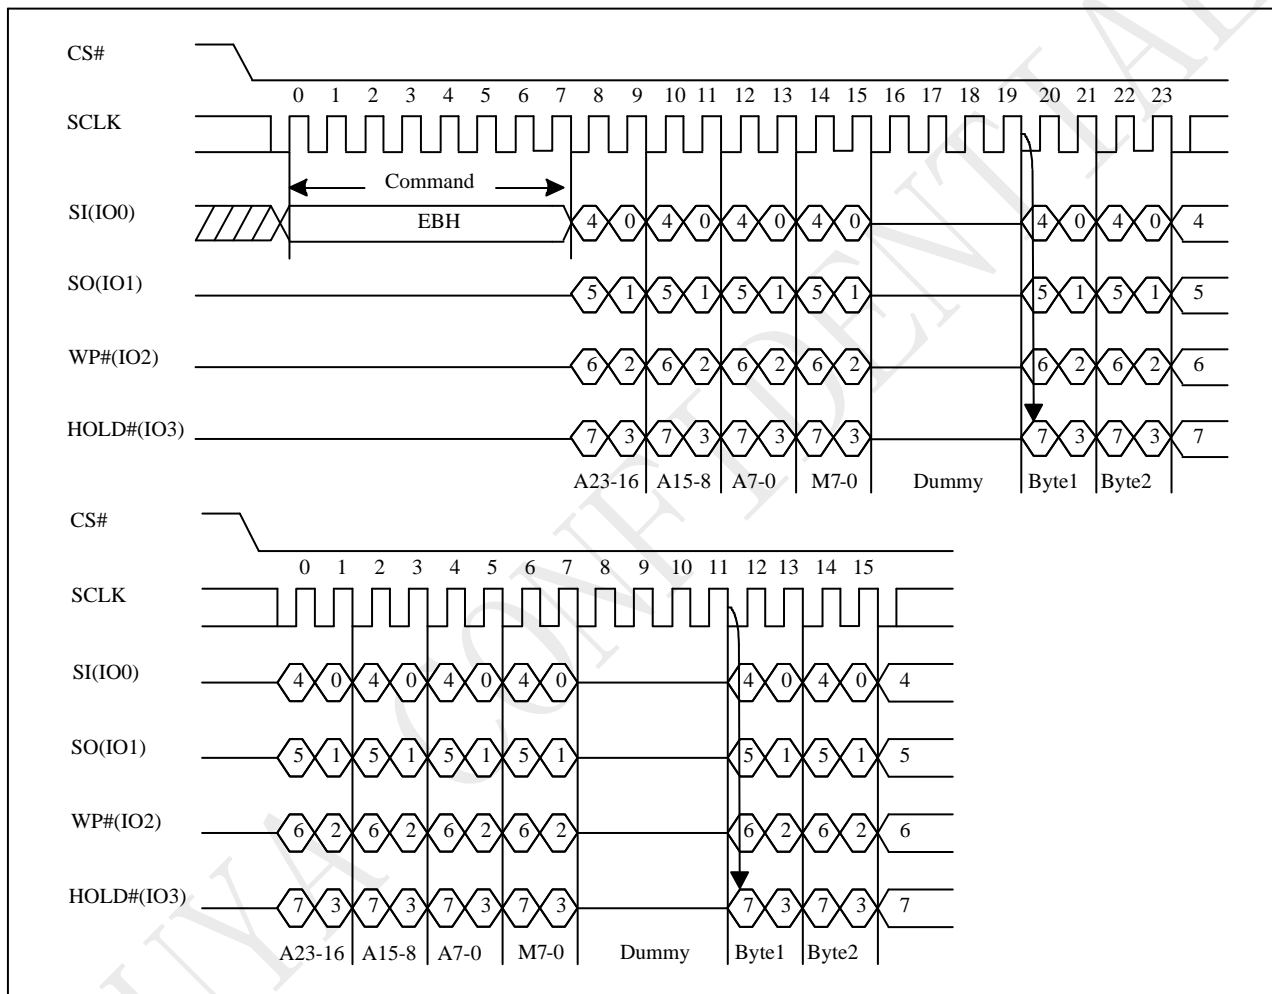 CS#
0 1 2 3 4 5 6 7 8 9 10 11 12 13 14 15 16 17 18 19 20 21 22 23
SCLK
Command
SI(IO0) EBH 4 0 4 0 4 0 4 0 4 0 4 0 4
SO(IO1) 5 1 5 1 5 1 5 1 5 1 5 1 5
WP#(IO2) 6 2 6 2 6 2 6 2 6 2 6 2 6
HOLD#(IO3) 7 3 7 3 7 3 7 3 7 3 7 3 7
A23-16 A15-8 A7-0 M7-0 Dummy Byte1 Byte2
CS#
0 1 2 3 4 5 6 7 8 9 10 11 12 13 14 15
SCLK
SI(IO0) 4 0 4 0 4 0 4 0 4 0 4 0 4
SO(IO1) 5 1 5 1 5 1 5 1 5 1 5 1 5
WP#(IO2) 6 2 6 2 6 2 6 2 6 2 6 2 6
HOLD#(IO3) 7 3 7 3 7 3 7 3 7 3 7 3 7
A23-16 A15-8 A7-0 M7-0 Dummy Byte1 Byte2
UYA CONFIDENTIAL